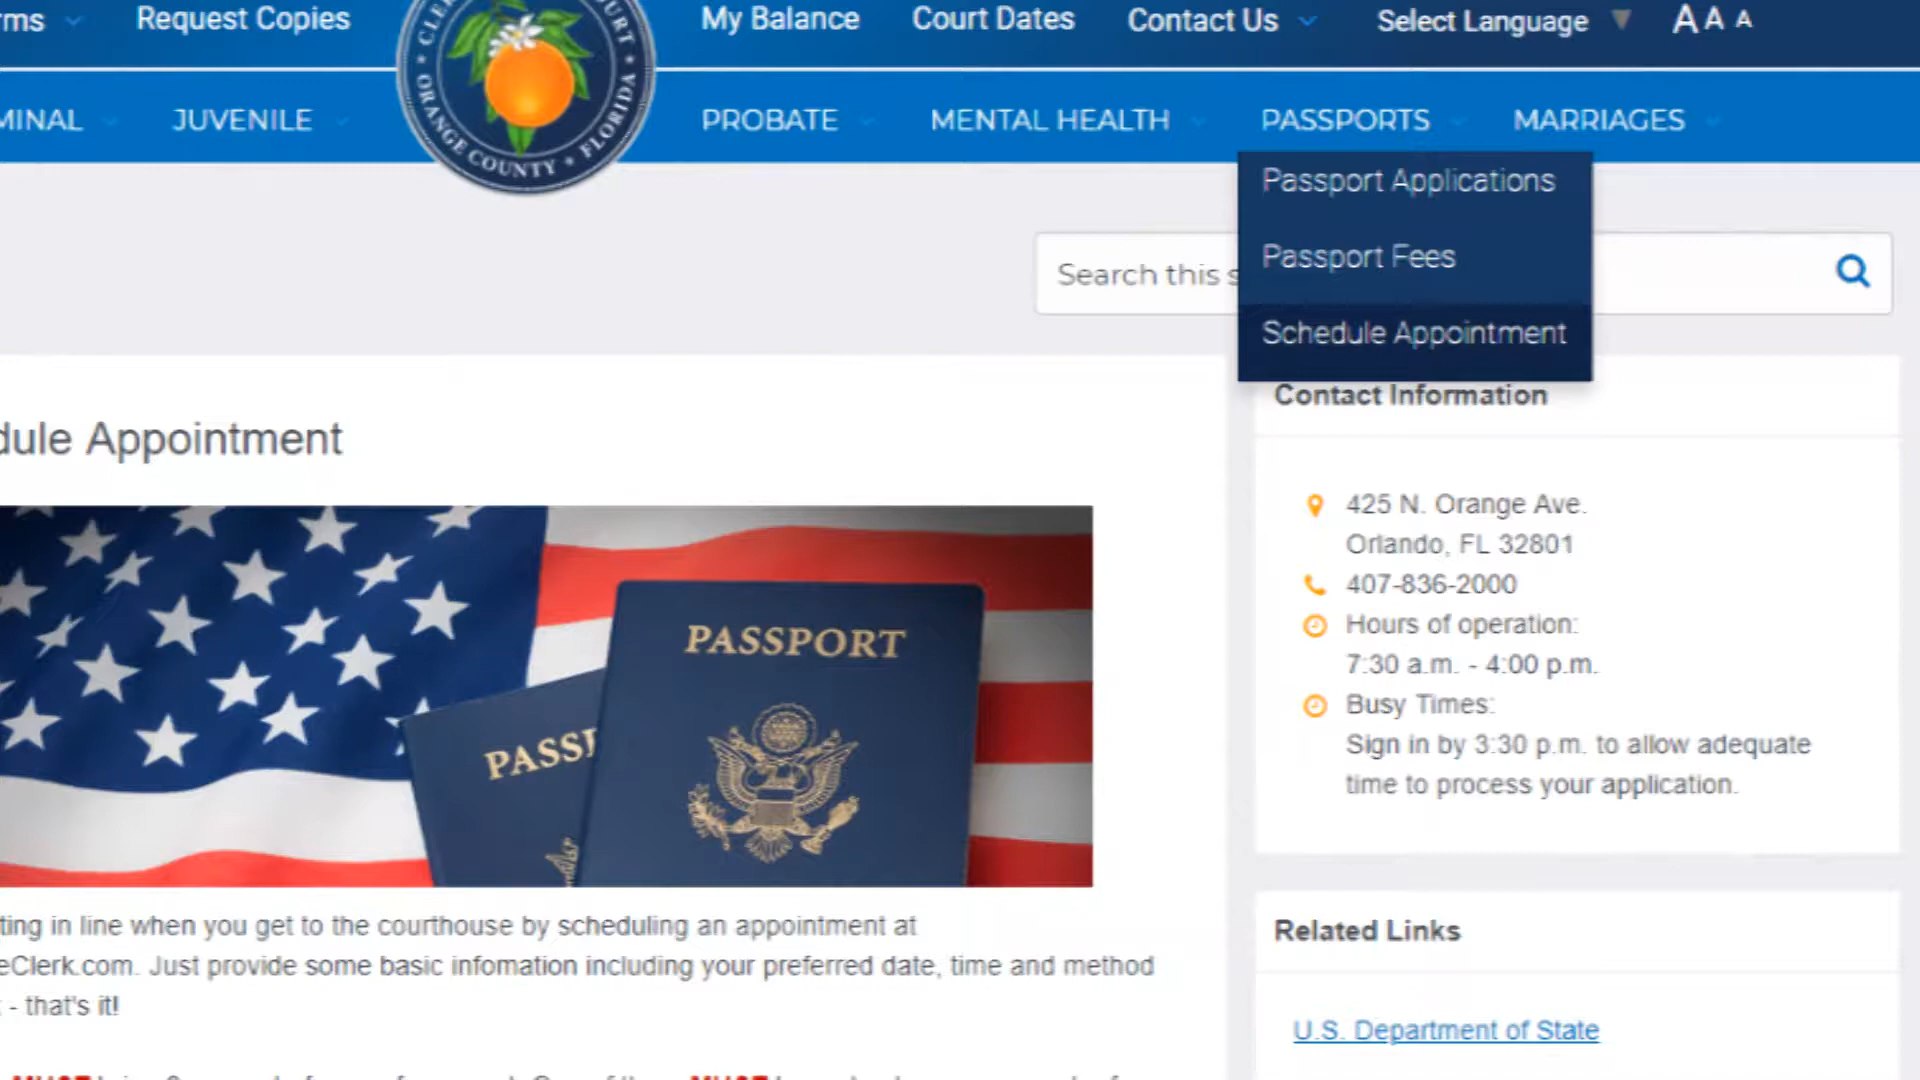 rms
Request Copies
My Balance
Court Dates
Contact Us
Select Language
A A A
MINAL
JUVENILE
ORANGE COUNTY • FLORIDA
PROBATE
MENTAL HEALTH
PASSPORTS
MARRIAGES
Passport Applications
Passport Fees
Schedule Appointment
Search this s
dule Appointment
PASSPORT
PASSP
ting in line when you get to the courthouse by scheduling an appointment at
eClerk.com. Just provide some basic infomation including your preferred date, time and method
- that's it!
MUST
MUST
Contact Information
425 N. Orange Ave.
Orlando, FL 32801
407-836-2000
Hours of operation:
7:30 a.m. - 4:00 p.m.
Busy Times:
Sign in by 3:30 p.m. to allow adequate
time to process your application.
Related Links
U.S. Department of State